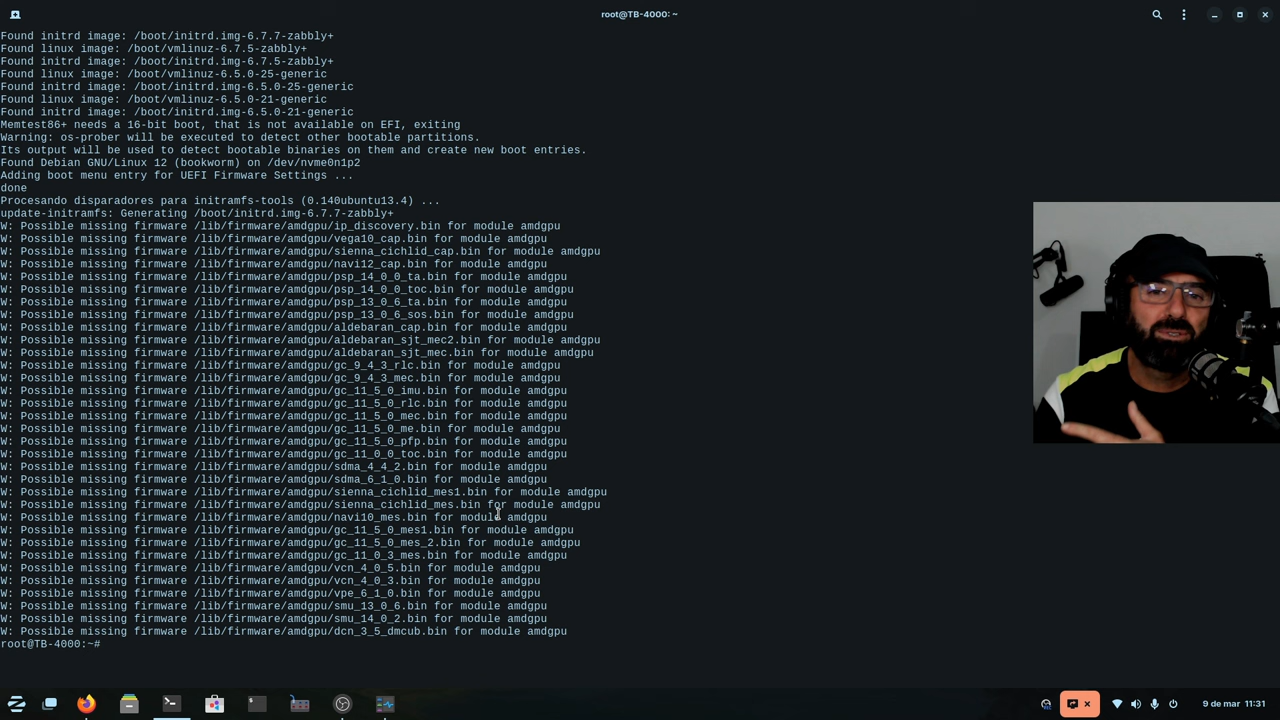 root@TB-4000: ~
Found initrd image: /boot/initrd.img-6.7.7-zabbly+
Found linux image: /boot/vmlinuz-6.7.5-zabbly+
Found initrd image: /boot/initrd.img-6.7.5-zabbly+
Found linux image: /boot/vmlinuz-6.5.0-25-generic
Found initrd image: /boot/initrd.img-6.5.0-25-generic
Found linux image: /boot/vmlinuz-6.5.0-21-generic
Found initrd image: /boot/initrd.img-6.5.0-21-generic
Memtest86+ needs a 16-bit boot, that is not available on EFI, exiting
Warning: os-prober will be executed to detect other bootable partitions.
Its output will be used to detect bootable binaries on them and create new boot entries.
Found Debian GNU/Linux 12 (bookworm) on /dev/nvme0n1p2
Adding boot menu entry for UEFI Firmware Settings ...
done
Procesando disparadores para initramfs-tools (0.140ubuntu13.4) ...
update-initramfs: Generating /boot/initrd.img-6.7.7-zabbly+
W: Possible missing firmware /lib/firmware/amdgpu/ip_discovery.bin for module amdgpu
W: Possible missing firmware /lib/firmware/amdgpu/vega10_cap.bin for module amdgpu
W: Possible missing firmware /lib/firmware/amdgpu/sienna_cichlid_cap.bin for module amdgpu
W: Possible missing firmware /lib/firmware/amdgpu/navi12_cap.bin for module amdgpu
W: Possible missing firmware /lib/firmware/amdgpu/psp_14_0_0_ta.bin for module amdgpu
W: Possible missing firmware /lib/firmware/amdgpu/psp_14_0_0_toc.bin for module amdgpu
W: Possible missing firmware /lib/firmware/amdgpu/psp_13_0_6_ta.bin for module amdgpu
W: Possible missing firmware /lib/firmware/amdgpu/psp_13_0_6_sos.bin for module amdgpu
W: Possible missing firmware /lib/firmware/amdgpu/aldebaran_cap.bin for module amdgpu
W: Possible missing firmware /lib/firmware/amdgpu/aldebaran_sjt_mec2.bin for module amdgpu
W: Possible missing firmware /lib/firmware/amdgpu/aldebaran_sjt_mec.bin for module amdgpu
W: Possible missing firmware /lib/firmware/amdgpu/gc_9_4_3_rlc.bin for module amdgpu
W: Possible missing firmware /lib/firmware/amdgpu/gc_9_4_3_mec.bin for module amdgpu
W: Possible missing firmware /lib/firmware/amdgpu/gc_11_5_0_imu.bin for module amdgpu
W: Possible missing firmware /lib/firmware/amdgpu/gc_11_5_0_rlc.bin for module amdgpu
W: Possible missing firmware /lib/firmware/amdgpu/gc_11_5_0_mec.bin for module amdgpu
W: Possible missing firmware /lib/firmware/amdgpu/gc_11_5_0_me.bin for module amdgpu
W: Possible missing firmware /lib/firmware/amdgpu/gc_11_5_0_pfp.bin for module amdgpu
W: Possible missing firmware /lib/firmware/amdgpu/gc_11_0_0_toc.bin for module amdgpu
W: Possible missing firmware /lib/firmware/amdgpu/sdma_4_4_2.bin for module amdgpu
W: Possible missing firmware /lib/firmware/amdgpu/sdma_6_1_0.bin for module amdgpu
W: Possible missing firmware /lib/firmware/amdgpu/sienna_cichlid_mes1.bin for module amdgpu
W: Possible missing firmware /lib/firmware/amdgpu/sienna_cichlid_mes.bin for module amdgpu
W: Possible missing firmware /lib/firmware/amdgpu/navi10_mes.bin for module amdgpu
W: Possible missing firmware /lib/firmware/amdgpu/gc_11_5_0_mes1.bin for module amdgpu
W: Possible missing firmware /lib/firmware/amdgpu/gc_11_5_0_mes_2.bin for module amdgpu
W: Possible missing firmware /lib/firmware/amdgpu/gc_11_0_3_mes.bin for module amdgpu
W: Possible missing firmware /lib/firmware/amdgpu/vcn_4_0_5.bin for module amdgpu
W: Possible missing firmware /lib/firmware/amdgpu/vcn_4_0_3.bin for module amdgpu
W: Possible missing firmware /lib/firmware/amdgpu/vpe_6_1_0.bin for module amdgpu
W: Possible missing firmware /lib/firmware/amdgpu/smu_13_0_6.bin for module amdgpu
W: Possible missing firmware /lib/firmware/amdgpu/smu_14_0_2.bin for module amdgpu
W: Possible missing firmware /lib/firmware/amdgpu/dcn_3_5_dmcub.bin for module amdgpu
root@TB-4000:~#
9 de mar 11:31